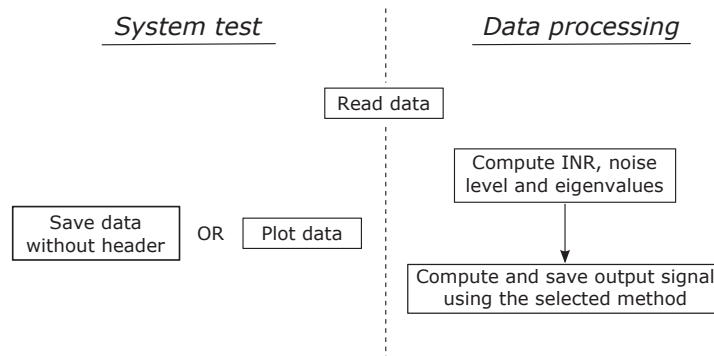 System test
Data processing
Read data
Compute INR, noise
level and eigenvalues
Save data
without header
OR
Plot data
Compute and save output signal
using the selected method